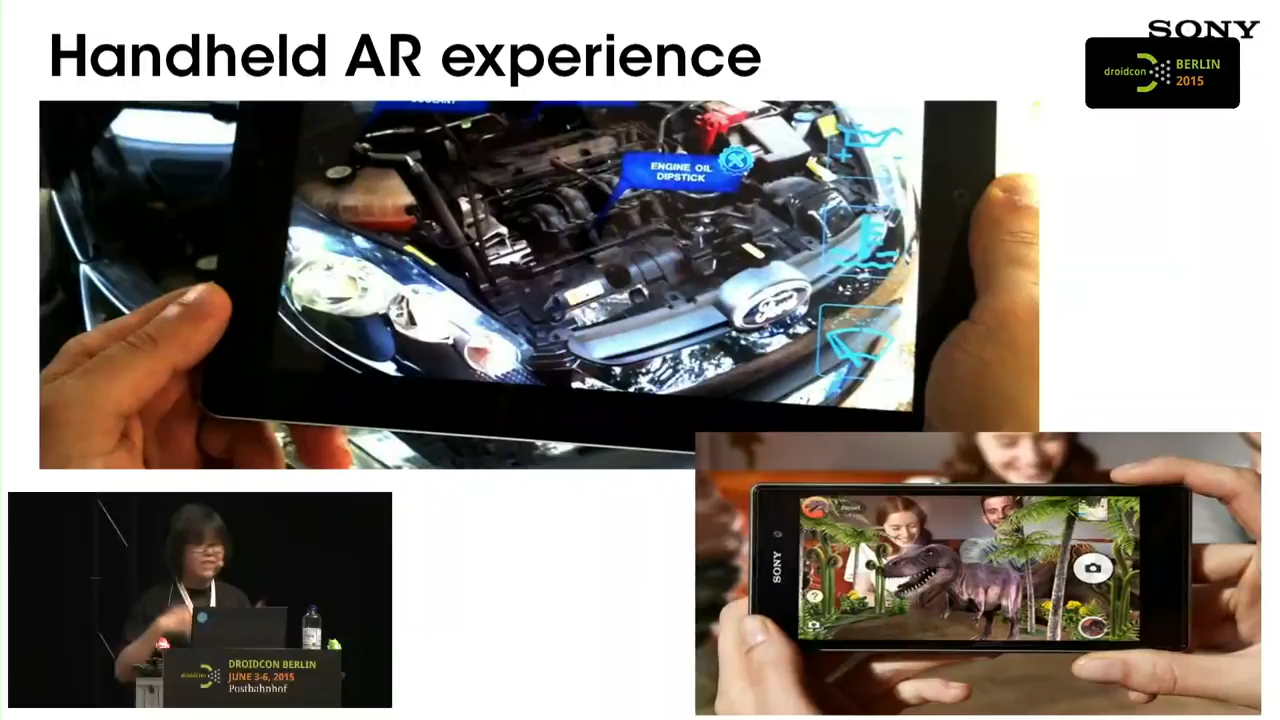 Handheld AR experience
SONY
droidcon
BERLIN
2015
COOLANT
ENGINE OIL
DIPSTICK
Ford
SONY
Reset
?
droidcon
DROIDCON BERLIN
JUNE 3-6, 2015
Postbahnhof